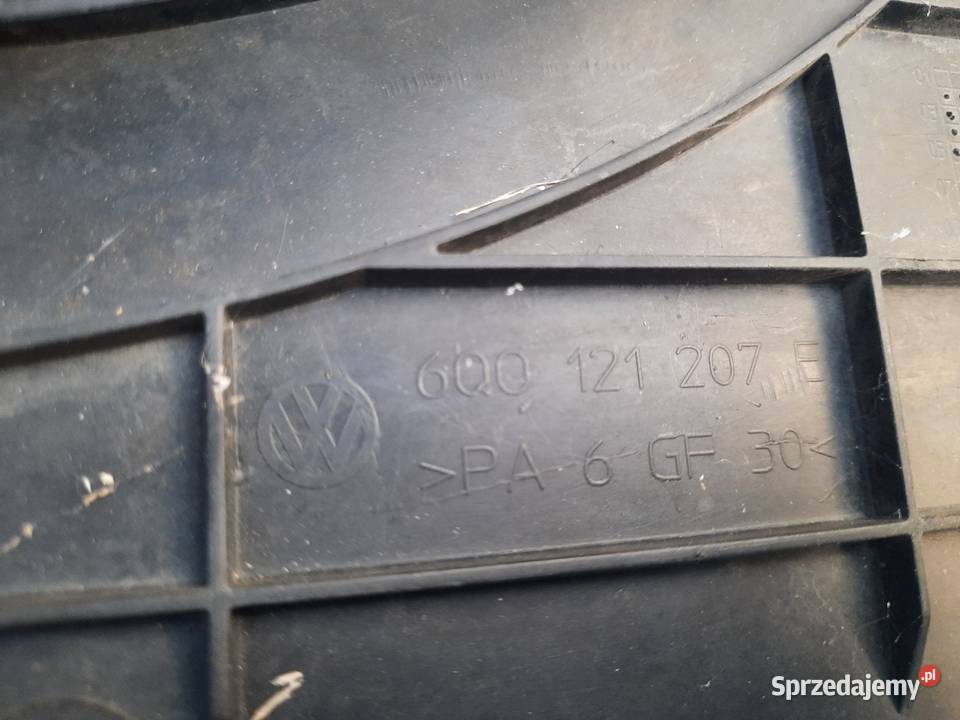 6Q0 121 207 E
>PA 6 GF 30<
Sprzedajemy.pl